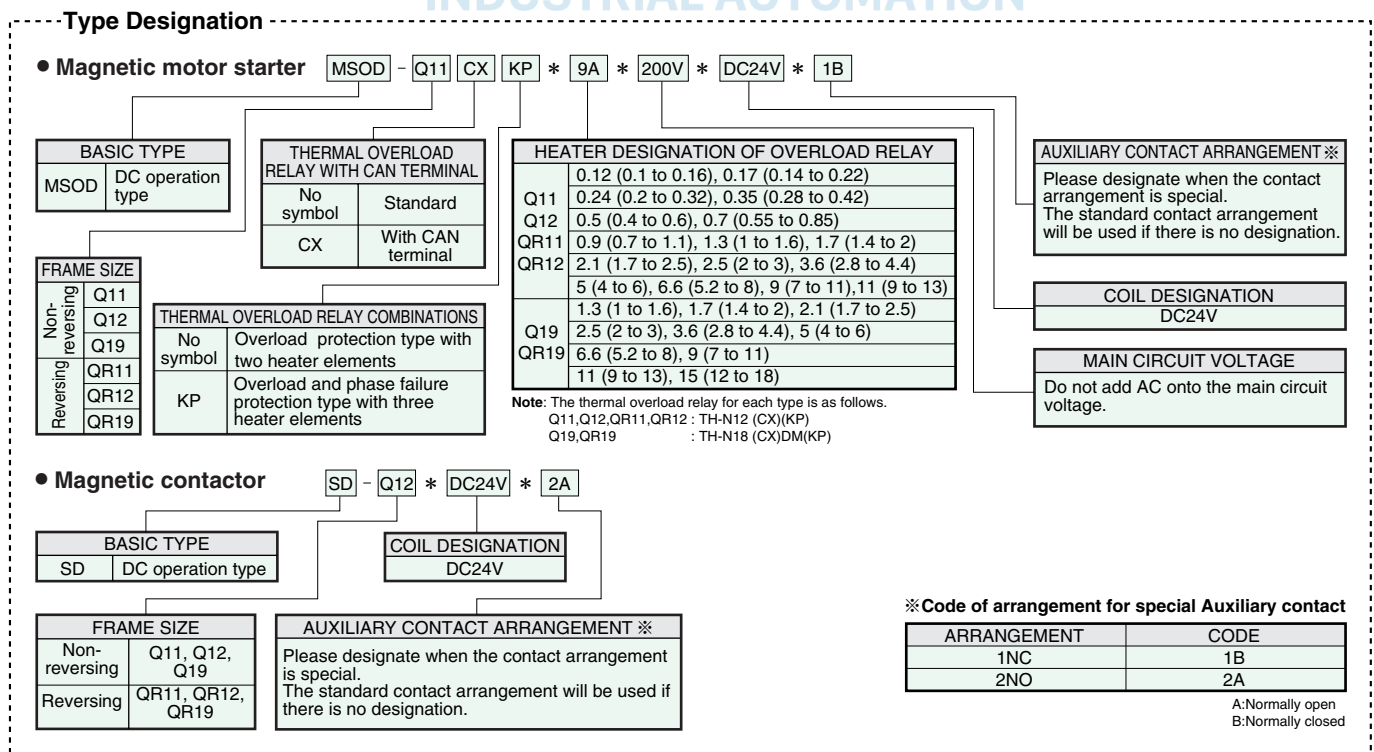 INDUSTRIAL AUTOMATION
Type Designation
● Magnetic motor starter MSOD - Q11 CX KP * 9A * 200V * DC24V * 1B
BASIC TYPE
MSOD DC operation type
FRAME SIZE
Non-reversing
Q11
Q12
Q19
Reversing
QR11
QR12
QR19
THERMAL OVERLOAD
RELAY WITH CAN TERMINAL
No symbol Standard
CX With CAN terminal
THERMAL OVERLOAD RELAY COMBINATIONS
No symbol Overload protection type with
two heater elements
KP Overload and phase failure
protection type with three
heater elements
HEATER DESIGNATION OF OVERLOAD RELAY
Q11
Q12
QR11
QR12
0.12 (0.1 to 0.16), 0.17 (0.14 to 0.22)
0.24 (0.2 to 0.32), 0.35 (0.28 to 0.42)
0.5 (0.4 to 0.6), 0.7 (0.55 to 0.85)
0.9 (0.7 to 1.1), 1.3 (1 to 1.6), 1.7 (1.4 to 2)
2.1 (1.7 to 2.5), 2.5 (2 to 3), 3.6 (2.8 to 4.4)
5 (4 to 6), 6.6 (5.2 to 8), 9 (7 to 11),11 (9 to 13)
Q19
QR19
1.3 (1 to 1.6), 1.7 (1.4 to 2), 2.1 (1.7 to 2.5)
2.5 (2 to 3), 3.6 (2.8 to 4.4), 5 (4 to 6)
6.6 (5.2 to 8), 9 (7 to 11)
11 (9 to 13), 15 (12 to 18)
Note: The thermal overload relay for each type is as follows.
Q11,Q12,QR11,QR12 : TH-N12 (CX)(KP)
Q19,QR19 : TH-N18 (CX)DM(KP)
AUXILIARY CONTACT ARRANGEMENT※
Please designate when the contact
arrangement is special.
The standard contact arrangement
will be used if there is no designation.
COIL DESIGNATION
DC24V
MAIN CIRCUIT VOLTAGE
Do not add AC onto the main circuit
voltage.
● Magnetic contactor SD - Q12 * DC24V * 2A
BASIC TYPE
SD DC operation type
FRAME SIZE
Non-reversing Q11, Q12, Q19
Reversing QR11, QR12, QR19
COIL DESIGNATION
DC24V
AUXILIARY CONTACT ARRANGEMENT ※
Please designate when the contact arrangement
is special.
The standard contact arrangement will be used if
there is no designation.
※Code of arrangement for special Auxiliary contact
ARRANGEMENT CODE
1NC 1B
2NO 2A
A:Normally open
B:Normally closed